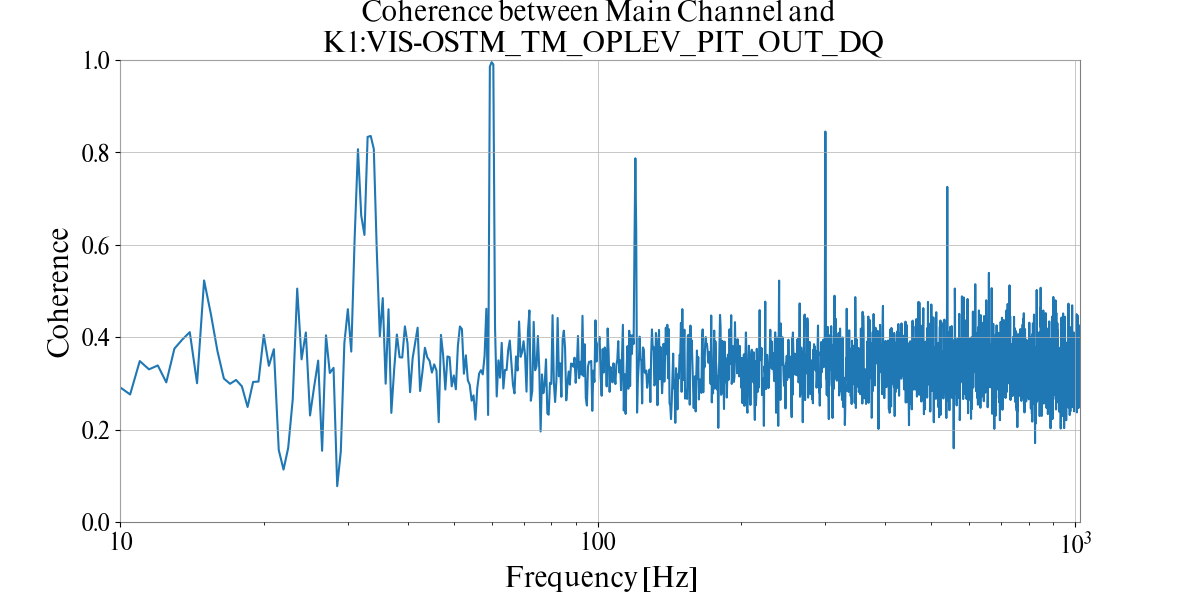 Coherence between Main Channel and
K1:VIS-OSTM_TM_OPLEV_PIT_OUT_DQ
1.0
0.8
0.6
0.4
0.2
0.0
Coherence
10
100
10³
Frequency [Hz]